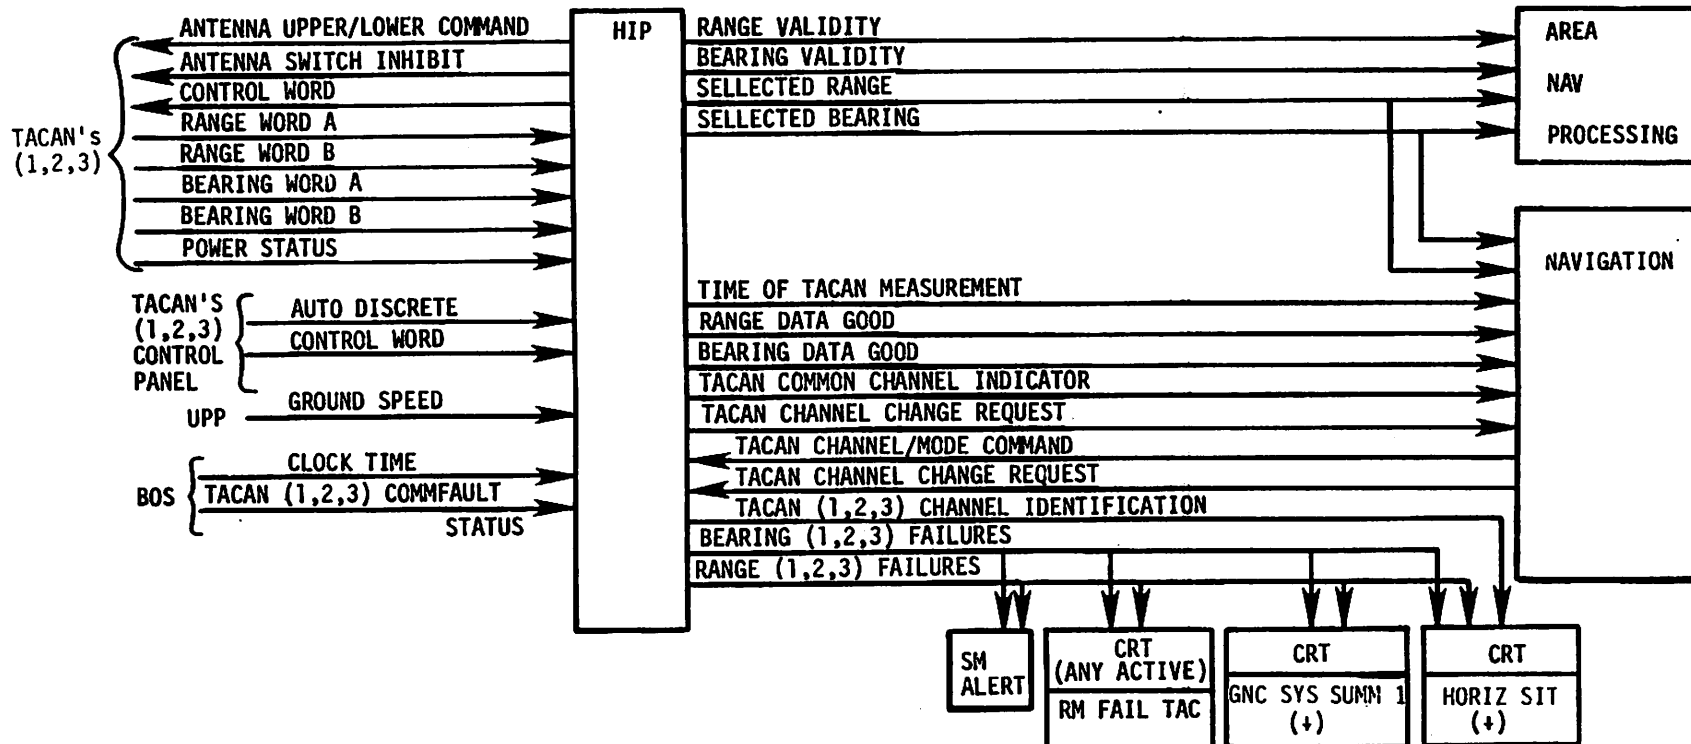 HIP
ANTENNA UPPER/LOWER COMMAND
ANTENNA SWITCH INHIBIT
CONTROL WORD
RANGE WORD A
RANGE WORD B
BEARING WORD A
BEARING WORD B
POWER STATUS
TACAN's
(1,2,3)
TACAN'S
(1,2,3)
CONTROL
PANEL
AUTO DISCRETE
CONTROL WORD
UPP
GROUND SPEED
BOS
CLOCK TIME
TACAN (1,2,3) COMMFAULT
STATUS
RANGE VALIDITY
BEARING VALIDITY
SELLECTED RANGE
SELLECTED BEARING
AREA
NAV
PROCESSING
NAVIGATION
TIME OF TACAN MEASUREMENT
RANGE DATA GOOD
BEARING DATA GOOD
TACAN COMMON CHANNEL INDICATOR
TACAN CHANNEL CHANGE REQUEST
TACAN CHANNEL/MODE COMMAND
TACAN CHANNEL CHANGE REQUEST
TACAN (1,2,3) CHANNEL IDENTIFICATION
BEARING (1,2,3) FAILURES
RANGE (1,2,3) FAILURES
SM
ALERT
CRT
(ANY ACTIVE)
RM FAIL TAC
CRT
GNC SYS SUMM 1
(↓)
CRT
HORIZ SIT
(↓)